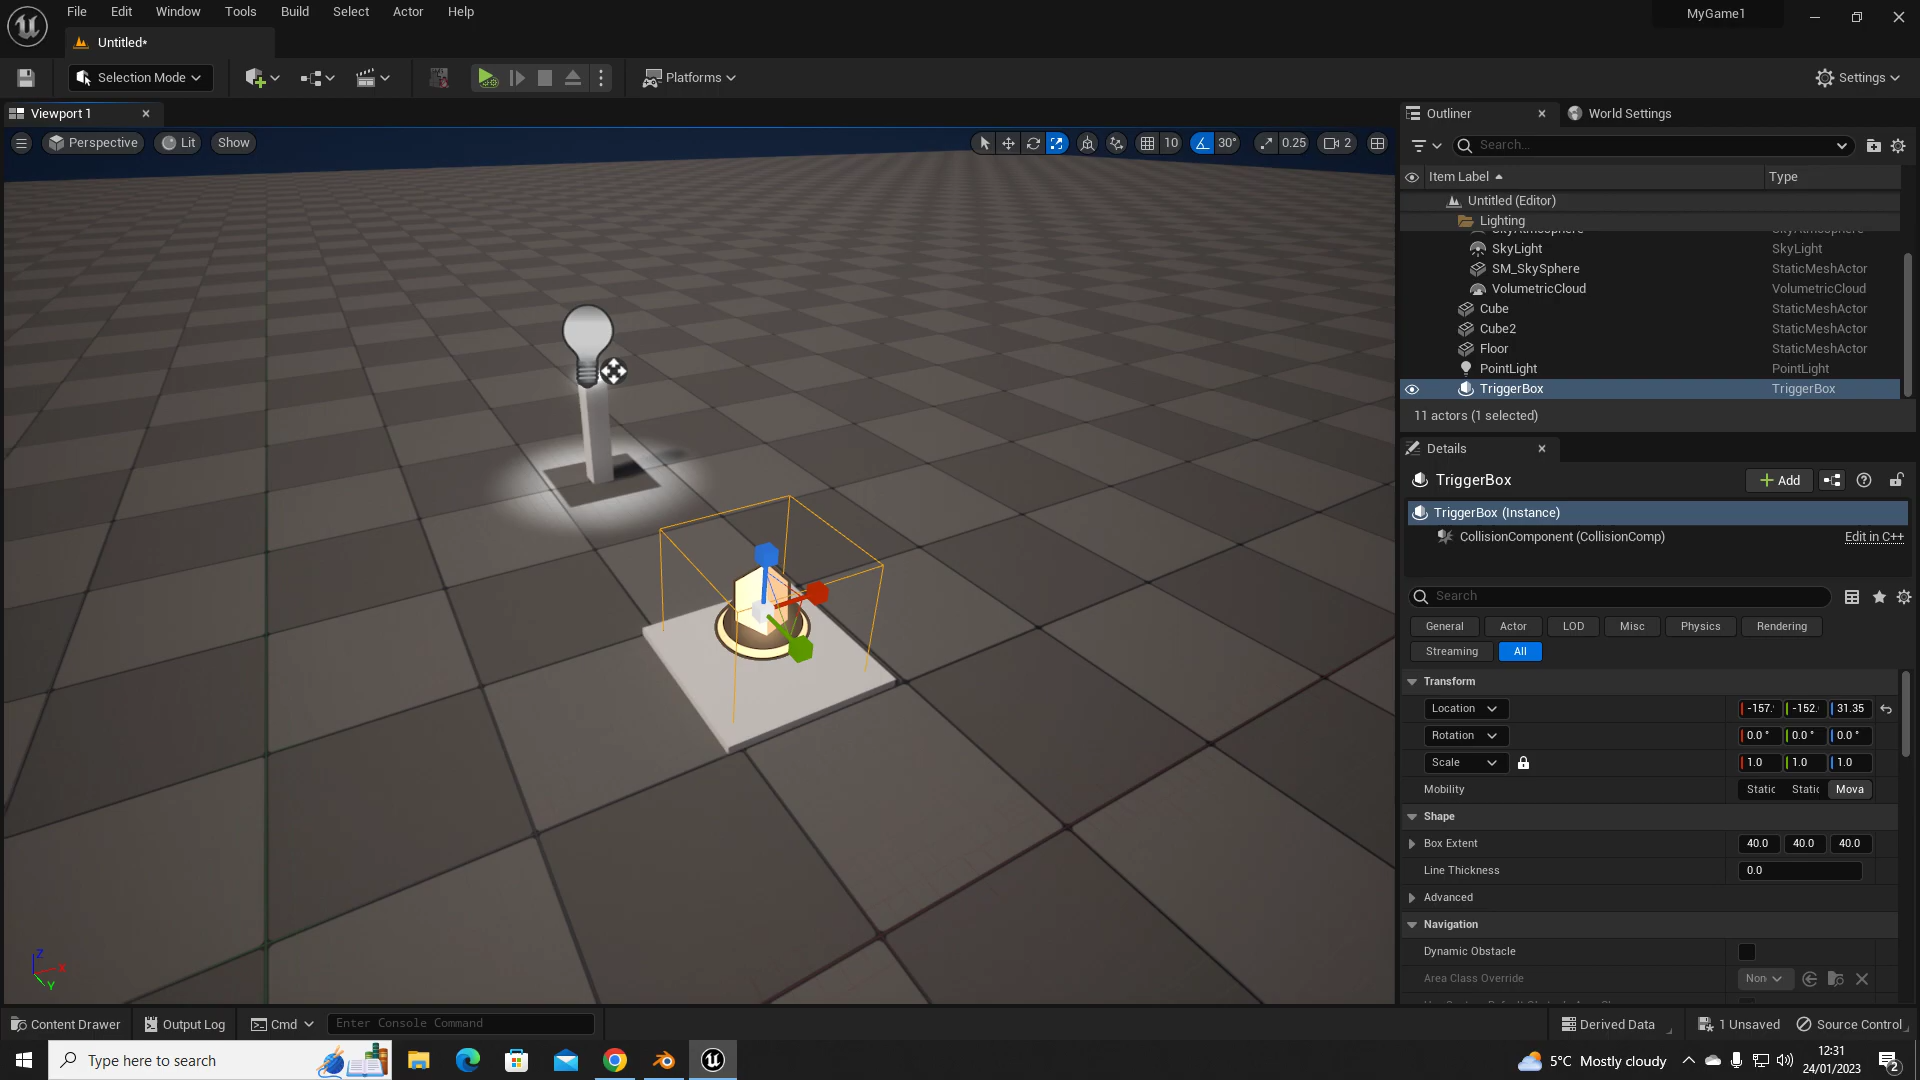 File Edit Window Tools Build Select Actor Help
MyGame1
Untitled*
Selection Mode
Platforms
Settings
Viewport 1
Perspective Lit Show
10 30° 0.25 2
Outliner World Settings
Search...
Item Label Type
Untitled (Editor)
Lighting
SkyAtmosphere SkyAtmosphere
SkyLight SkyLight
SM_SkySphere StaticMeshActor
VolumetricCloud VolumetricCloud
Cube StaticMeshActor
Cube2 StaticMeshActor
Floor StaticMeshActor
PointLight PointLight
TriggerBox TriggerBox
11 actors (1 selected)
Details
TriggerBox Add
TriggerBox (Instance)
CollisionComponent (CollisionComp) Edit in C++
Search
General Actor LOD Misc Physics Rendering
Streaming All
Transform
Location -157. -152. 31.35
Rotation 0.0 ° 0.0 ° 0.0 °
Scale 1.0 1.0 1.0
Mobility Static Static Mova
Shape
Box Extent 40.0 40.0 40.0
Line Thickness 0.0
Advanced
Navigation
Dynamic Obstacle
Area Class Override Non
Z
X
Y
Content Drawer Output Log Cmd Enter Console Command
Derived Data 1 Unsaved Source Control
Type here to search
5°C Mostly cloudy
12:31
24/01/2023
2